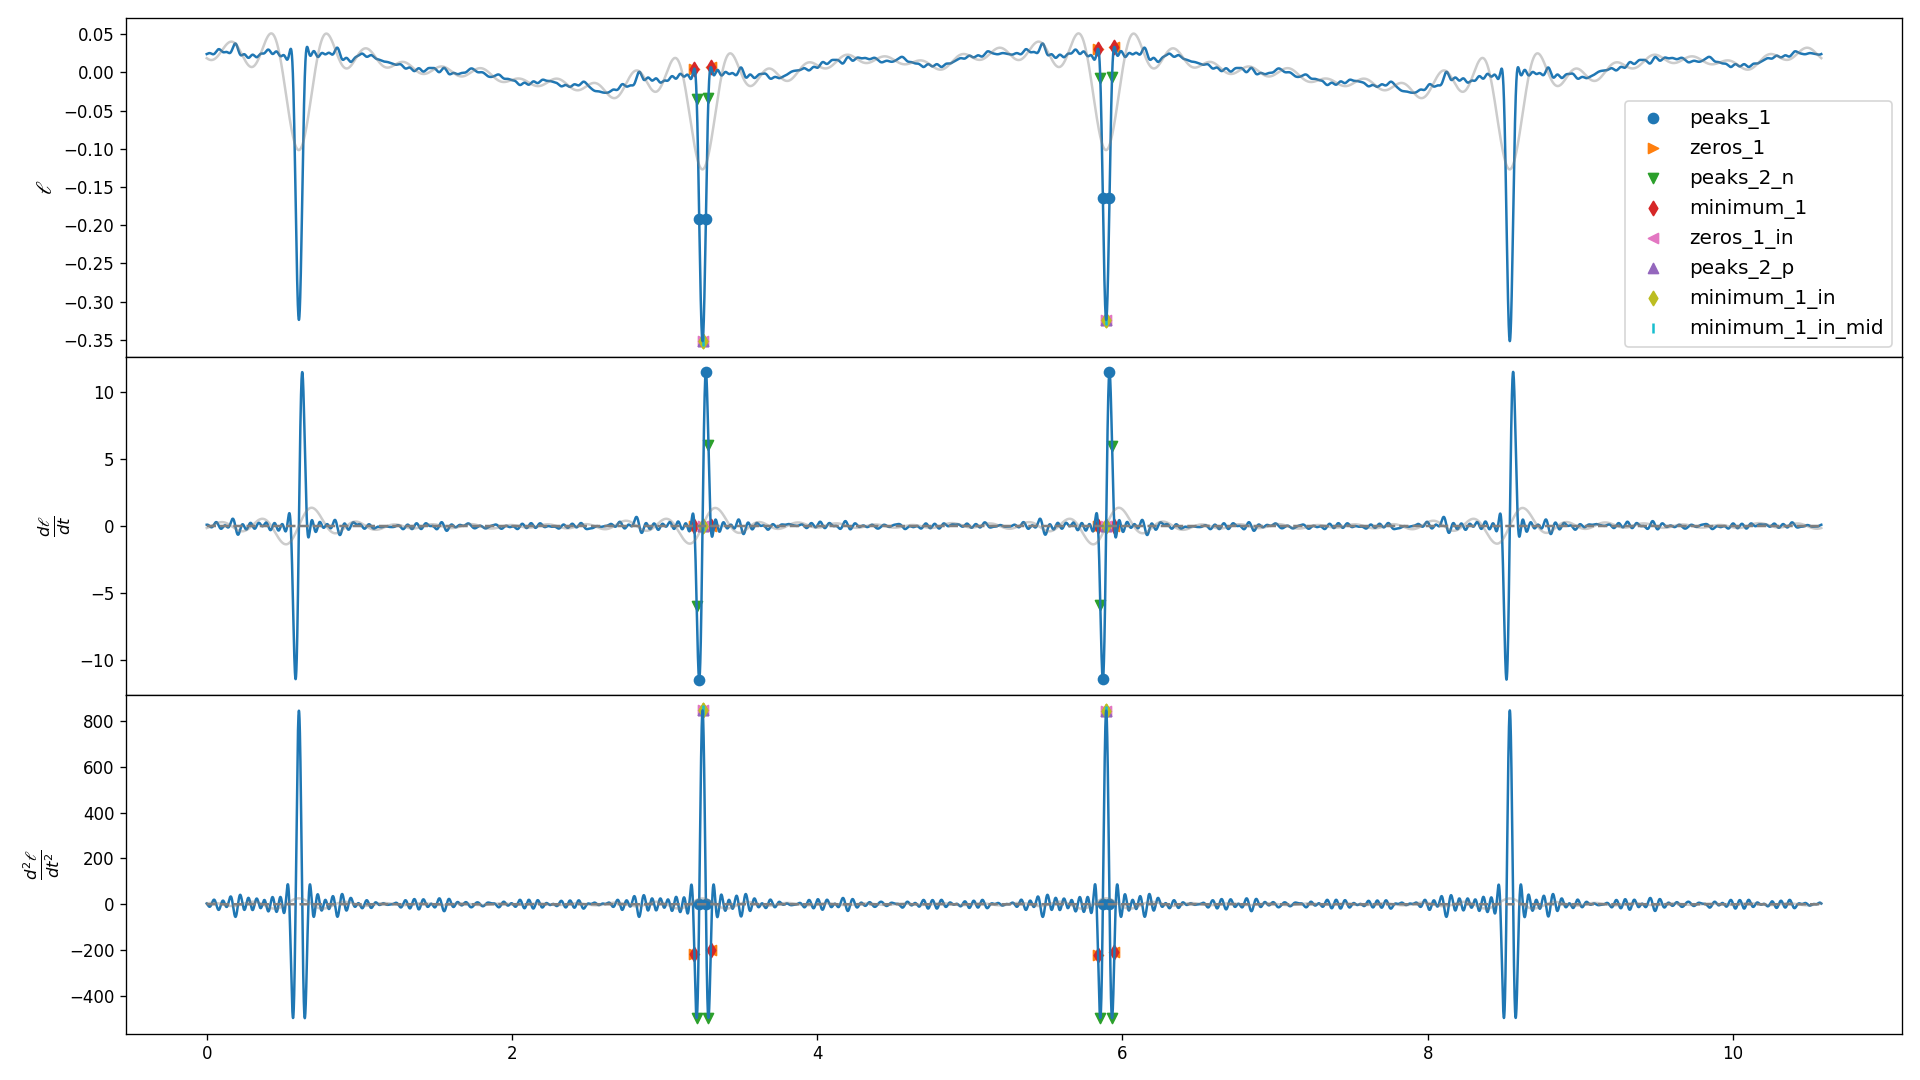 0.05
0.00
−0.05
−0.10
−0.15
−0.20
−0.25
−0.30
−0.35
ℓ
peaks_1
zeros_1
peaks_2_n
minimum_1
zeros_1_in
peaks_2_p
minimum_1_in
minimum_1_in_mid
10
5
0
−5
−10
dℓ
dt
800
600
400
200
0
−200
−400
d²ℓ
dt²
0 2 4 6 8 10